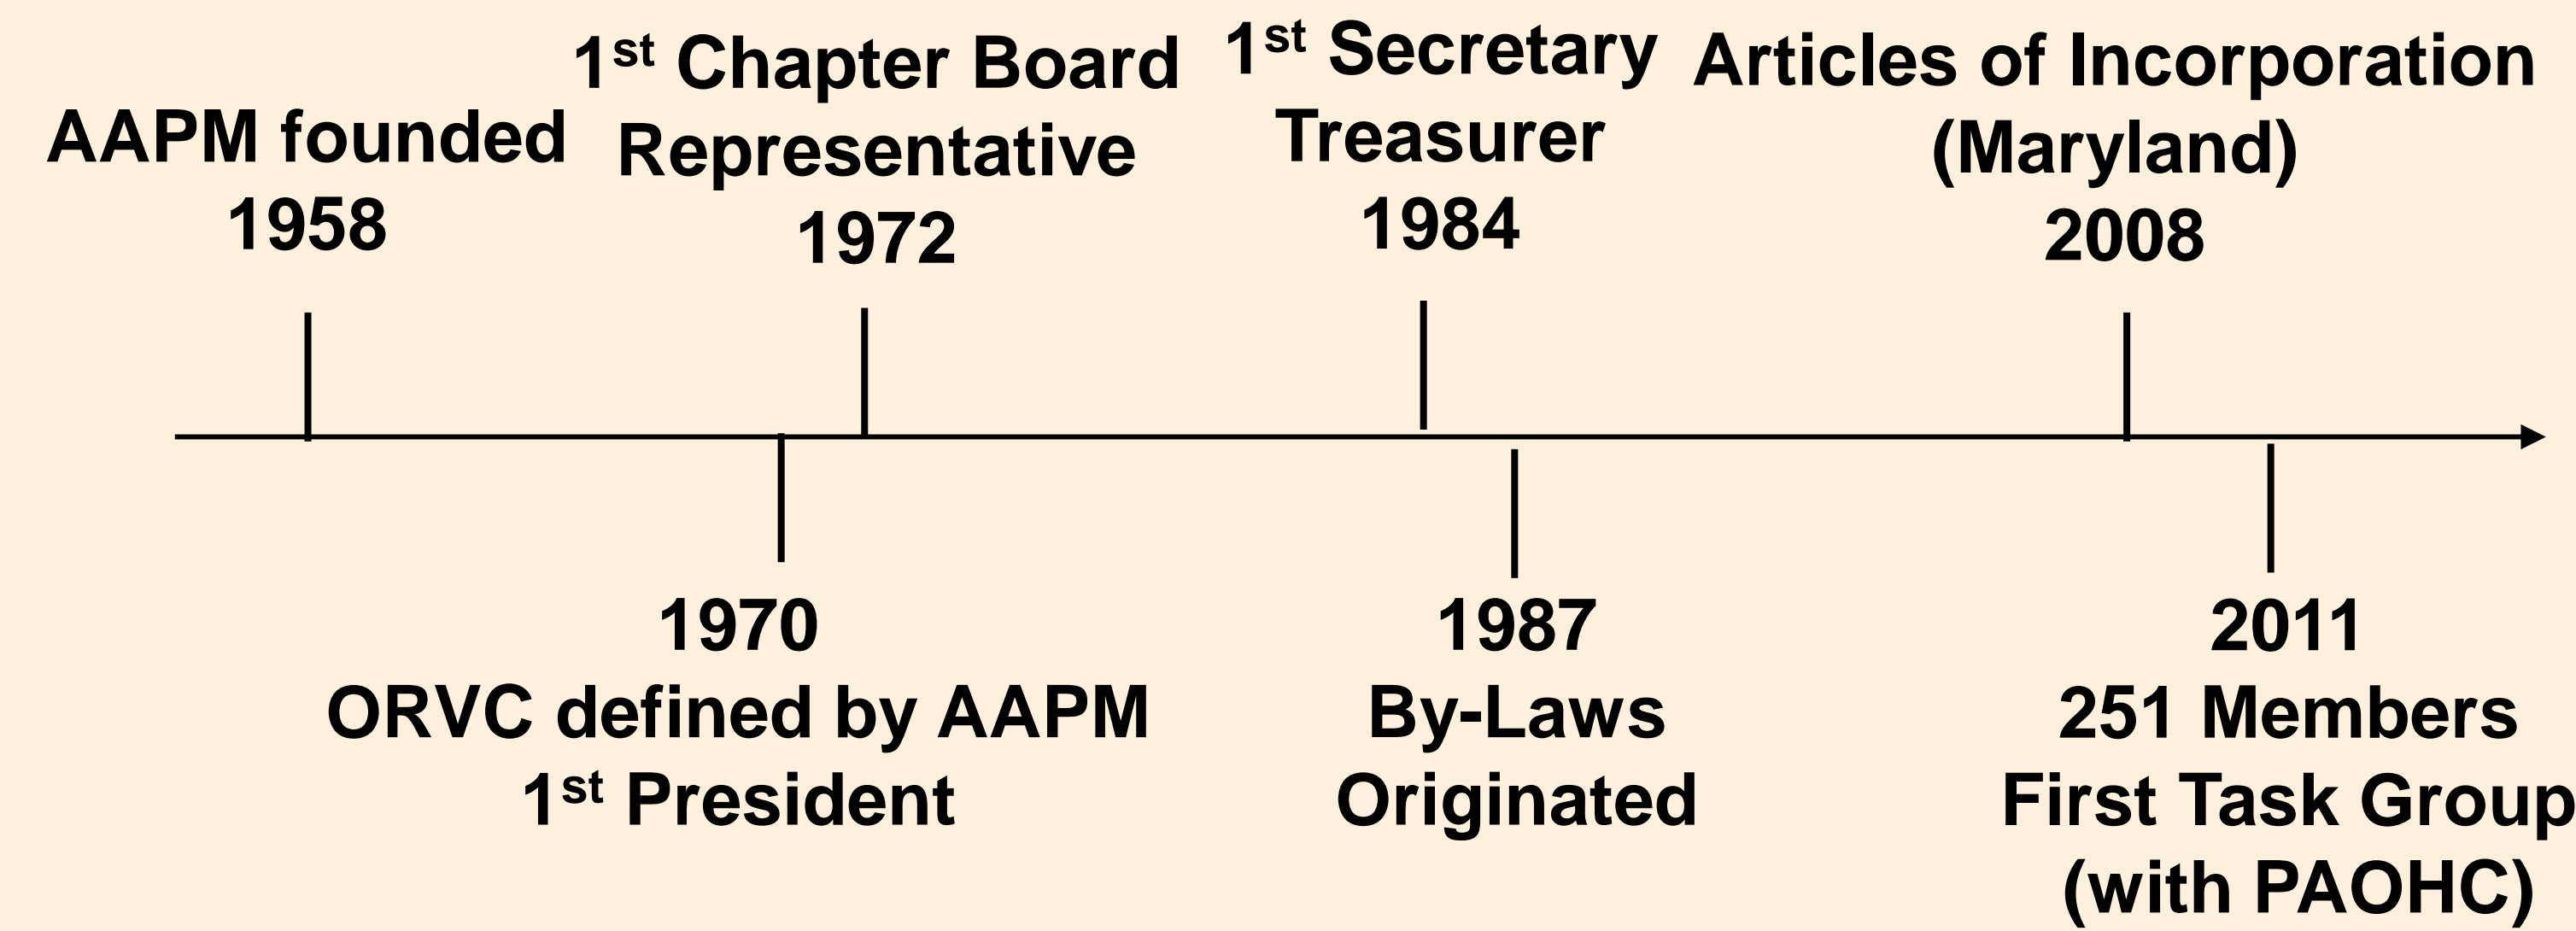 AAPM founded
1958
1st Chapter Board
Representative
1972
1st Secretary
Treasurer
1984
Articles of Incorporation
(Maryland)
2008
1970
ORVC defined by AAPM
1st President
1987
By-Laws
Originated
2011
251 Members
First Task Group
(with PAOHC)